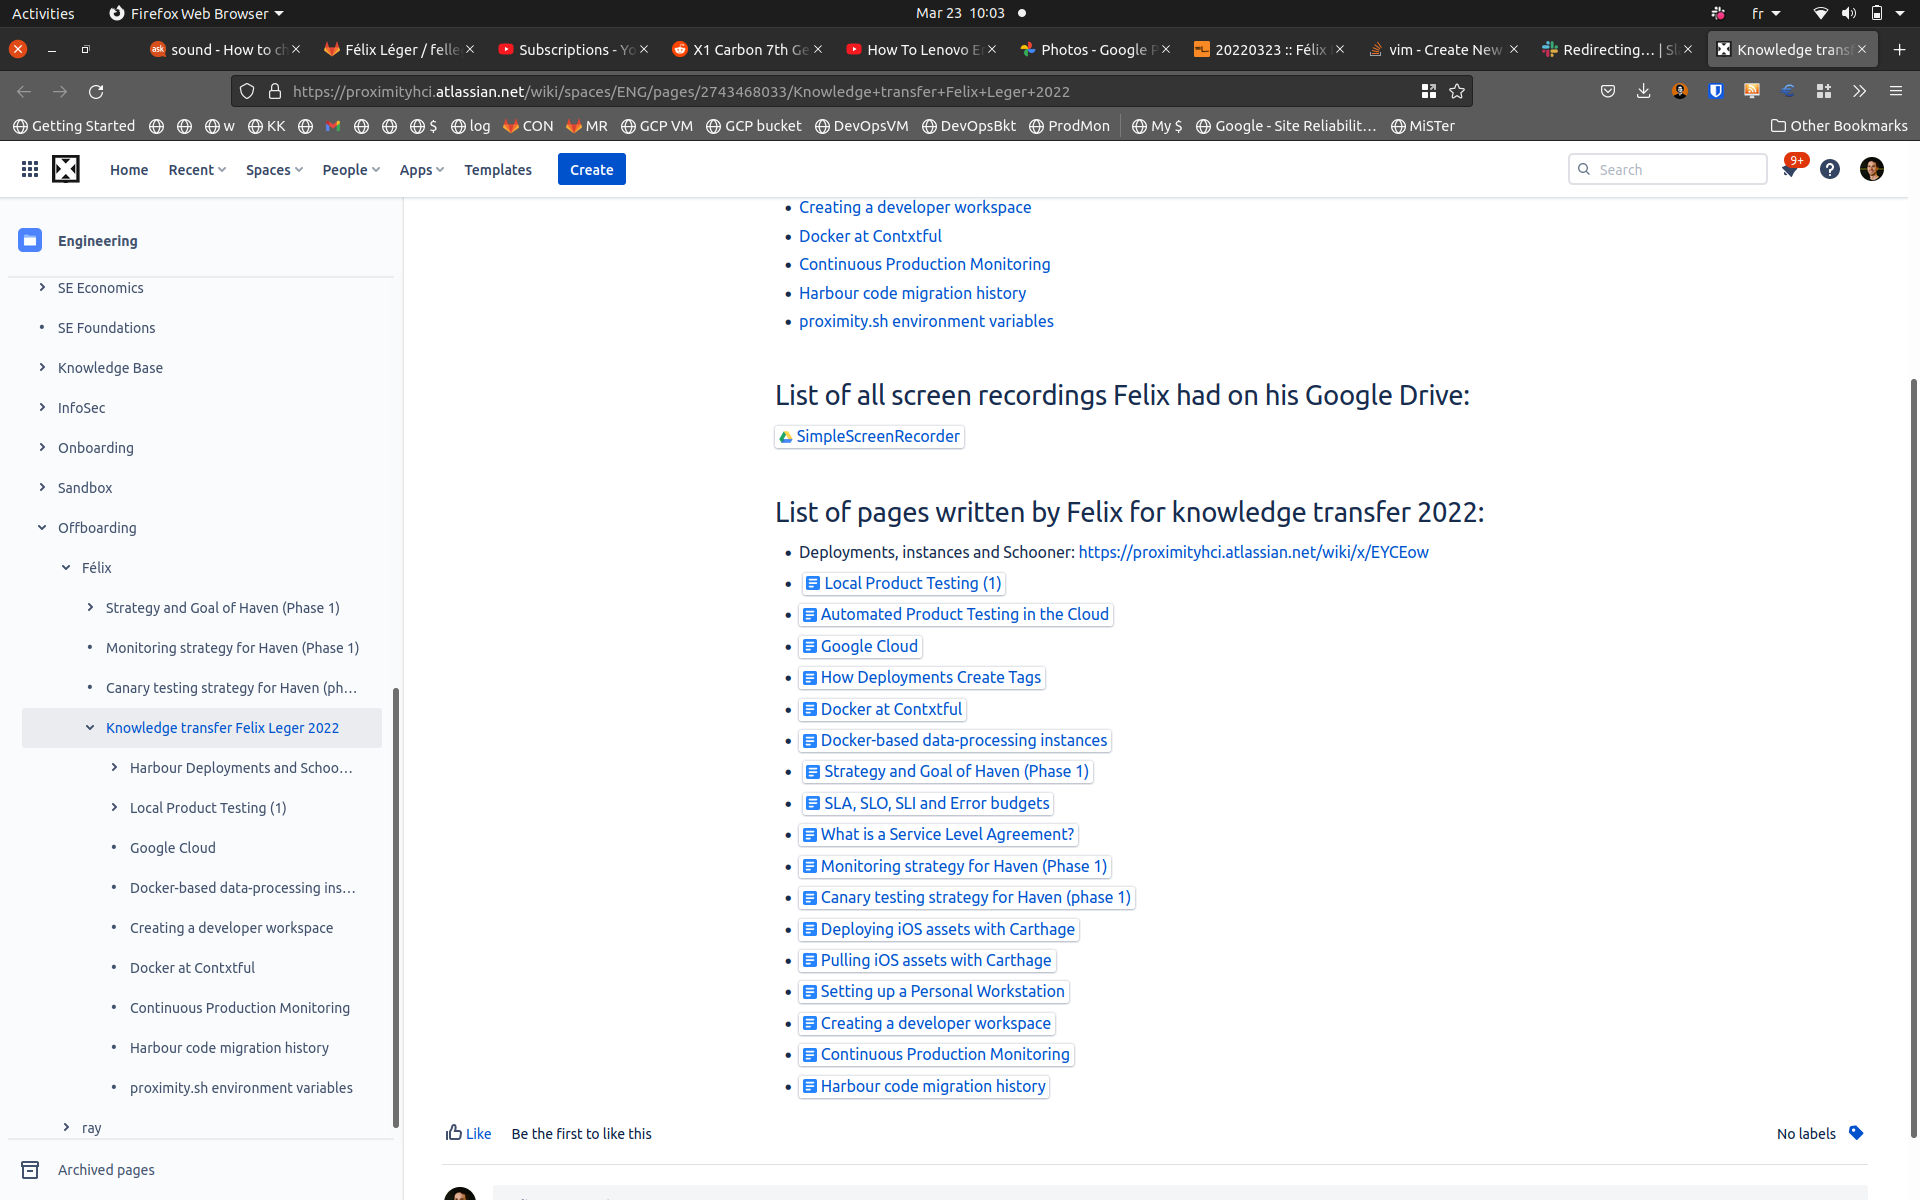 Activities
Firefox Web Browser
Mar 23 10:03
fr
sound - How to ch
Félix Léger / felle
Subscriptions - Yo
X1 Carbon 7th Ge
How To Lenovo E
Photos - Google P
20220323 :: Félix
vim - Create New
Redirecting… | Sl
Knowledge transf
https://proximityhci.atlassian.net/wiki/spaces/ENG/pages/2743468033/Knowledge+transfer+Felix+Leger+2022
Getting Started
w
KK
$
log
CON
MR
GCP VM
GCP bucket
DevOpsVM
DevOpsBkt
ProdMon
My $
Google - Site Reliabilit…
MiSTer
Other Bookmarks
Home
Recent
Spaces
People
Apps
Templates
Create
Search
9+
Engineering
SE Economics
SE Foundations
Knowledge Base
InfoSec
Onboarding
Sandbox
Offboarding
Félix
Strategy and Goal of Haven (Phase 1)
Monitoring strategy for Haven (Phase 1)
Canary testing strategy for Haven (ph…
Knowledge transfer Felix Leger 2022
Harbour Deployments and Schoo…
Local Product Testing (1)
Google Cloud
Docker-based data-processing ins…
Creating a developer workspace
Docker at Contxtful
Continuous Production Monitoring
Harbour code migration history
proximity.sh environment variables
ray
Archived pages
Creating a developer workspace
Docker at Contxtful
Continuous Production Monitoring
Harbour code migration history
proximity.sh environment variables
List of all screen recordings Felix had on his Google Drive:
SimpleScreenRecorder
List of pages written by Felix for knowledge transfer 2022:
Deployments, instances and Schooner: https://proximityhci.atlassian.net/wiki/x/EYCEow
Local Product Testing (1)
Automated Product Testing in the Cloud
Google Cloud
How Deployments Create Tags
Docker at Contxtful
Docker-based data-processing instances
Strategy and Goal of Haven (Phase 1)
SLA, SLO, SLI and Error budgets
What is a Service Level Agreement?
Monitoring strategy for Haven (Phase 1)
Canary testing strategy for Haven (phase 1)
Deploying iOS assets with Carthage
Pulling iOS assets with Carthage
Setting up a Personal Workstation
Creating a developer workspace
Continuous Production Monitoring
Harbour code migration history
Like
Be the first to like this
No labels